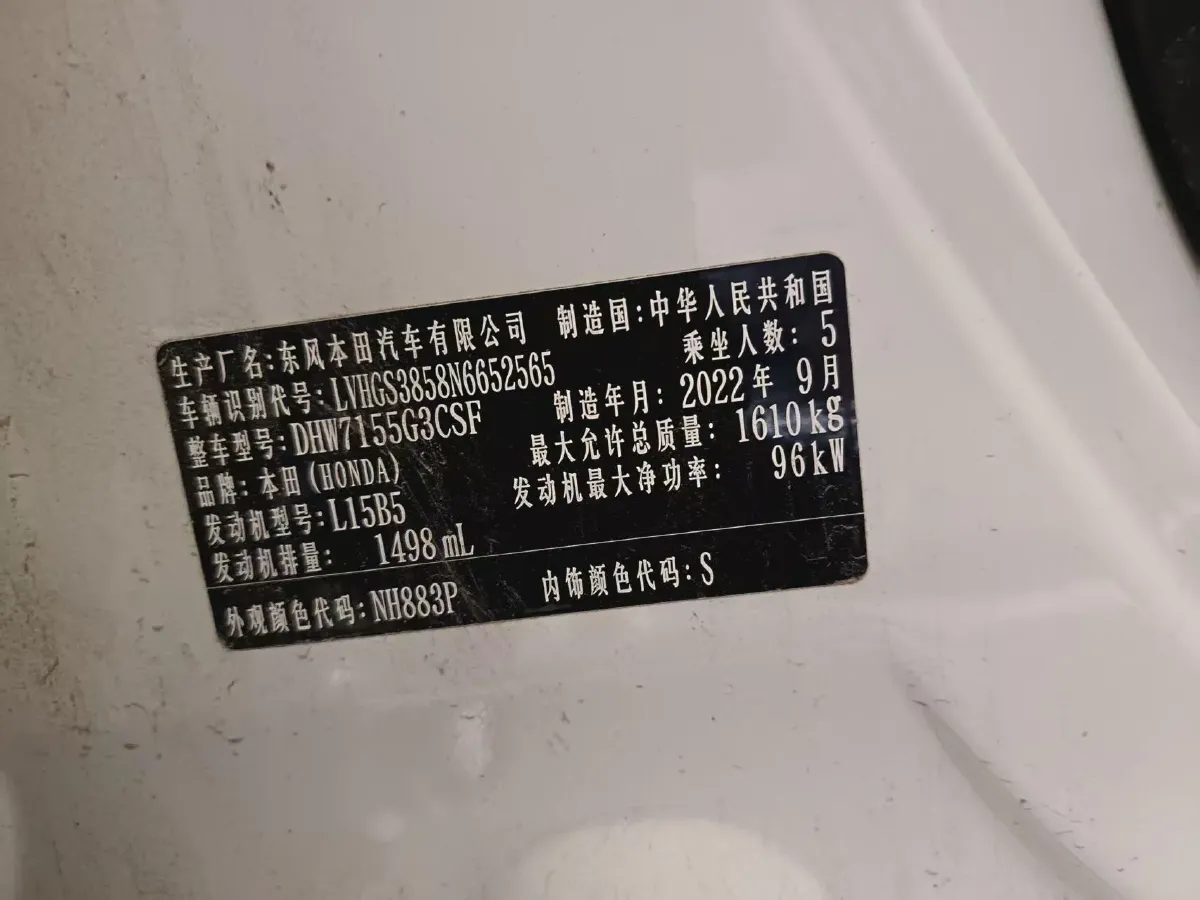 生产厂名:东风本田汽车有限公司 制造国:中华人民共和国
车辆识别代号:LVHGS3858N6652565 乘坐人数: 5
整车型号:DHW7155G3CSF 制造年月: 2022年 9月
品牌: 本田(HONDA) 最大允许总质量: 1610kg
发动机型号:L15B5 发动机最大净功率: 96kW
发动机排量: 1498mL
外观颜色代码:NH883P 内饰颜色代码:S